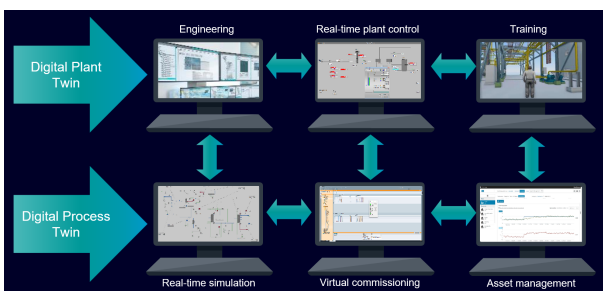 Engineering
Real-time plant control
Training
Digital Plant
Twin
Digital Process
Twin
Real-time simulation
Virtual commissioning
Asset management